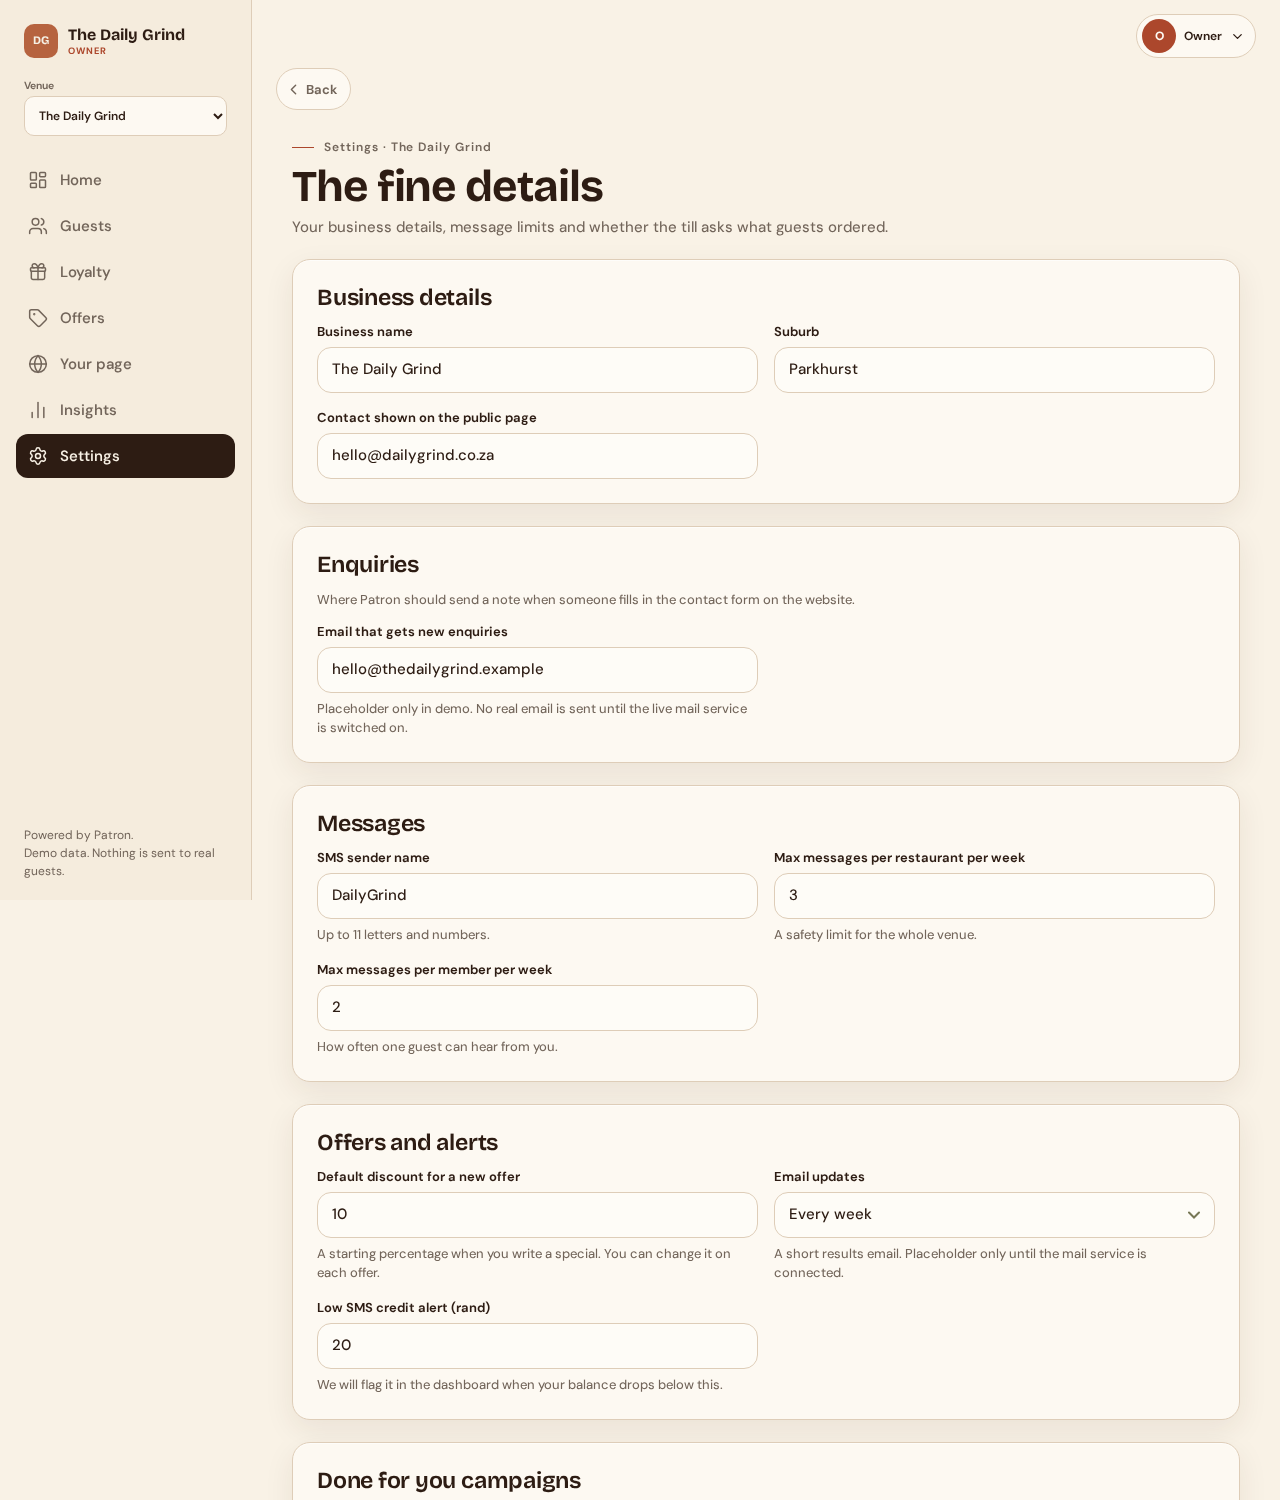 DG
The Daily Grind
OWNER
Venue
The Daily Grind
Home
Guests
Loyalty
Offers
Your page
Insights
Settings
Powered by Patron.
Demo data. Nothing is sent to real
guests.
O
Owner
Back
Settings · The Daily Grind
The fine details
Your business details, message limits and whether the till asks what guests ordered.
Business details
Business name
Suburb
The Daily Grind
Parkhurst
Contact shown on the public page
hello@dailygrind.co.za
Enquiries
Where Patron should send a note when someone fills in the contact form on the website.
Email that gets new enquiries
hello@thedailygrind.example
Placeholder only in demo. No real email is sent until the live mail service
is switched on.
Messages
SMS sender name
Max messages per restaurant per week
DailyGrind
3
Up to 11 letters and numbers.
A safety limit for the whole venue.
Max messages per member per week
2
How often one guest can hear from you.
Offers and alerts
Default discount for a new offer
Email updates
10
Every week
A starting percentage when you write a special. You can change it on
each offer.
A short results email. Placeholder only until the mail service is
connected.
Low SMS credit alert (rand)
20
We will flag it in the dashboard when your balance drops below this.
Done for you campaigns